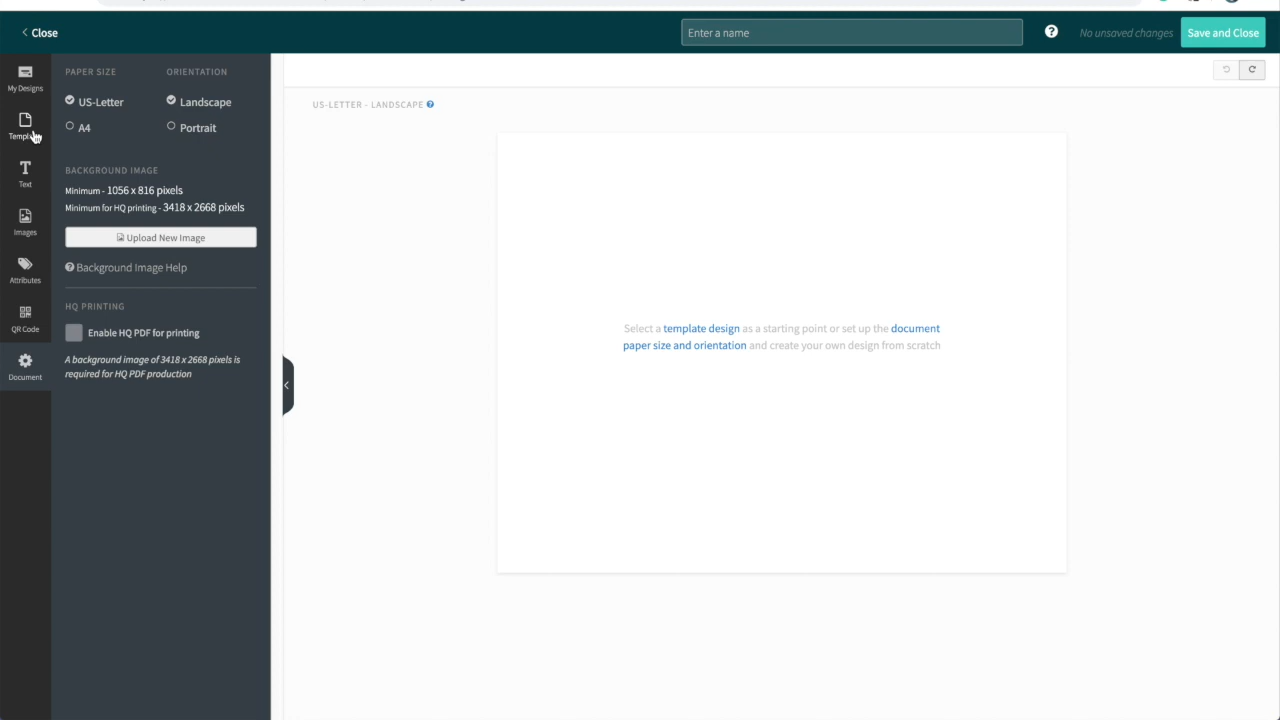 Close
Enter a name
No unsaved changes
Save and Close
My Designs
Text
Images
Attributes
QR Code
Document
PAPER SIZE
ORIENTATION
US-Letter
Landscape
A4
Portrait
BACKGROUND IMAGE
Minimum - 1056 x 816 pixels
Minimum for HQ printing - 3418 x 2668 pixels
Upload New Image
Background Image Help
HQ PRINTING
Enable HQ PDF for printing
A background image of 3418 x 2668 pixels is
required for HQ PDF production
US-LETTER - LANDSCAPE
Select a template design as a starting point or set up the document
paper size and orientation and create your own design from scratch